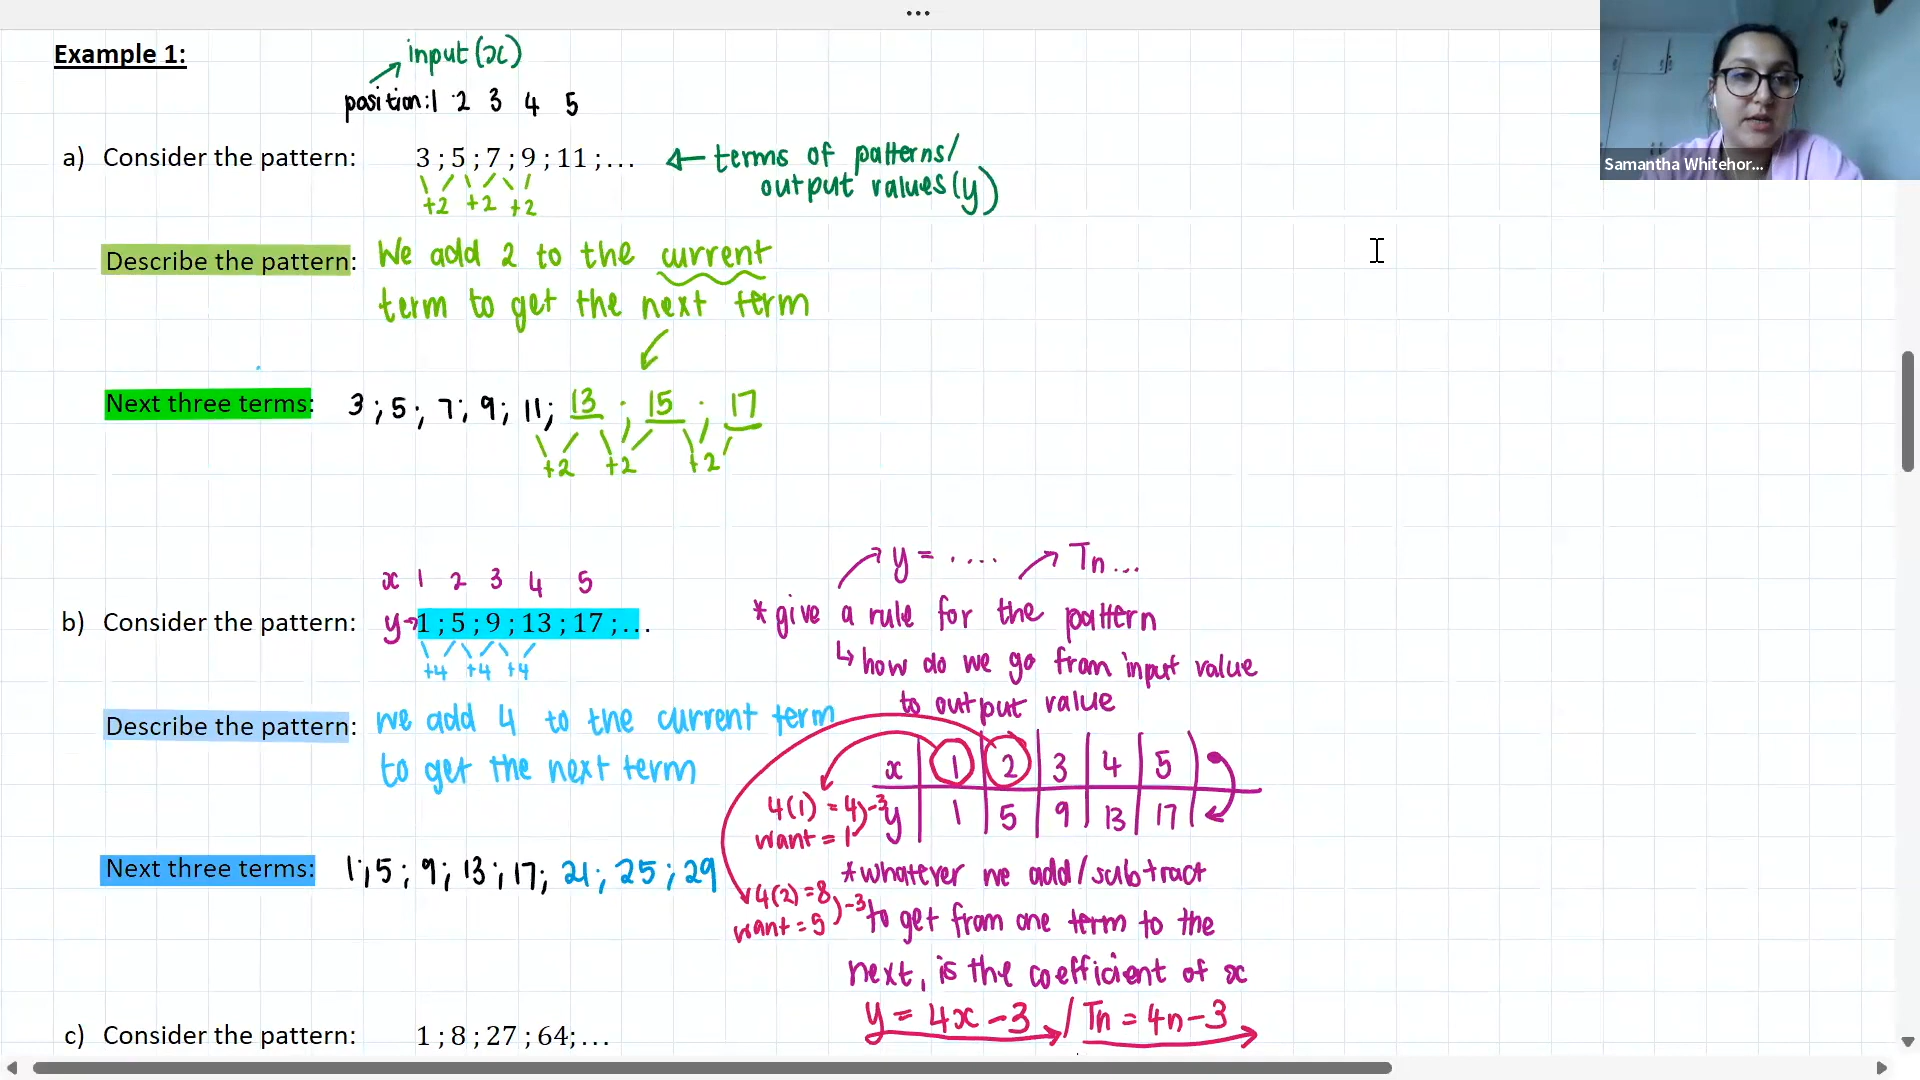 Example 1:
input (x)
position: 1 2 3 4 5
a) Consider the pattern: 3 ; 5 ; 7 ; 9 ; 11 ; ...
terms of patterns/
output values (y)
+2 +2 +2
Samantha Whitehor...
Describe the pattern: We add 2 to the current
term to get the next term
Next three terms: 3 ; 5 ; 7 ; 9 ; 11 ; 13 ; 15 ; 17
+2 +2 +2
x 1 2 3 4 5
b) Consider the pattern: y→ 1 ; 5 ; 9 ; 13 ; 17 ; ...
+4 +4 +4
Describe the pattern: we add 4 to the current term
to get the next term
Next three terms: 1 ; 5 ; 9 ; 13 ; 17 ; 21 ; 25 ; 29
y = .... Tn ...
* give a rule for the pattern
↳ how do we go from input value
to output value
x 1 2 3 4 5
y 1 5 9 13 17
4(1) = 4 ) -3
want = 1
4(2) = 8 ) -3
want = 5
* whatever we add/subtract
to get from one term to the
next, is the coefficient of x
y = 4x - 3 / Tn = 4n - 3
c) Consider the pattern: 1 ; 8 ; 27 ; 64; ...